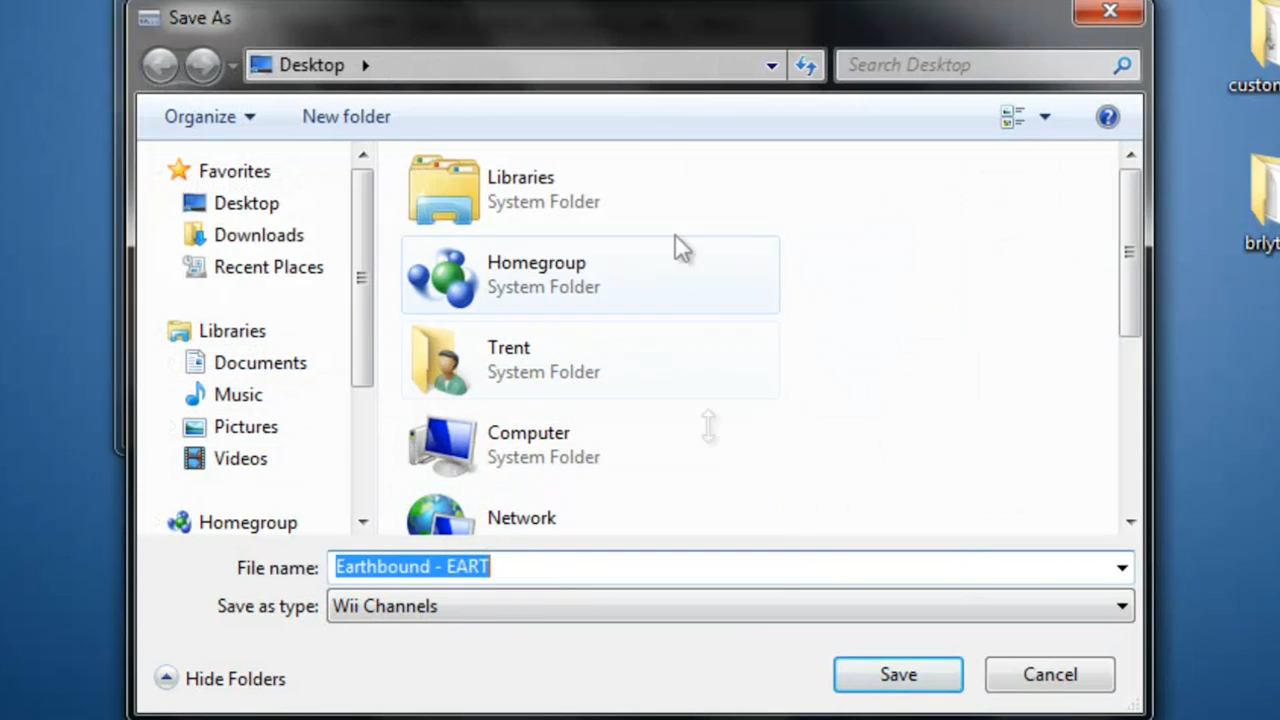 Save As
Desktop
Search Desktop
Organize
New folder
Favorites
Desktop
Downloads
Recent Places
Libraries
Documents
Music
Pictures
Videos
Homegroup
Libraries
System Folder
Homegroup
System Folder
Trent
System Folder
Computer
System Folder
Network
File name: Earthbound - EART
Save as type: Wii Channels
Hide Folders
Save
Cancel
custom
brlyt